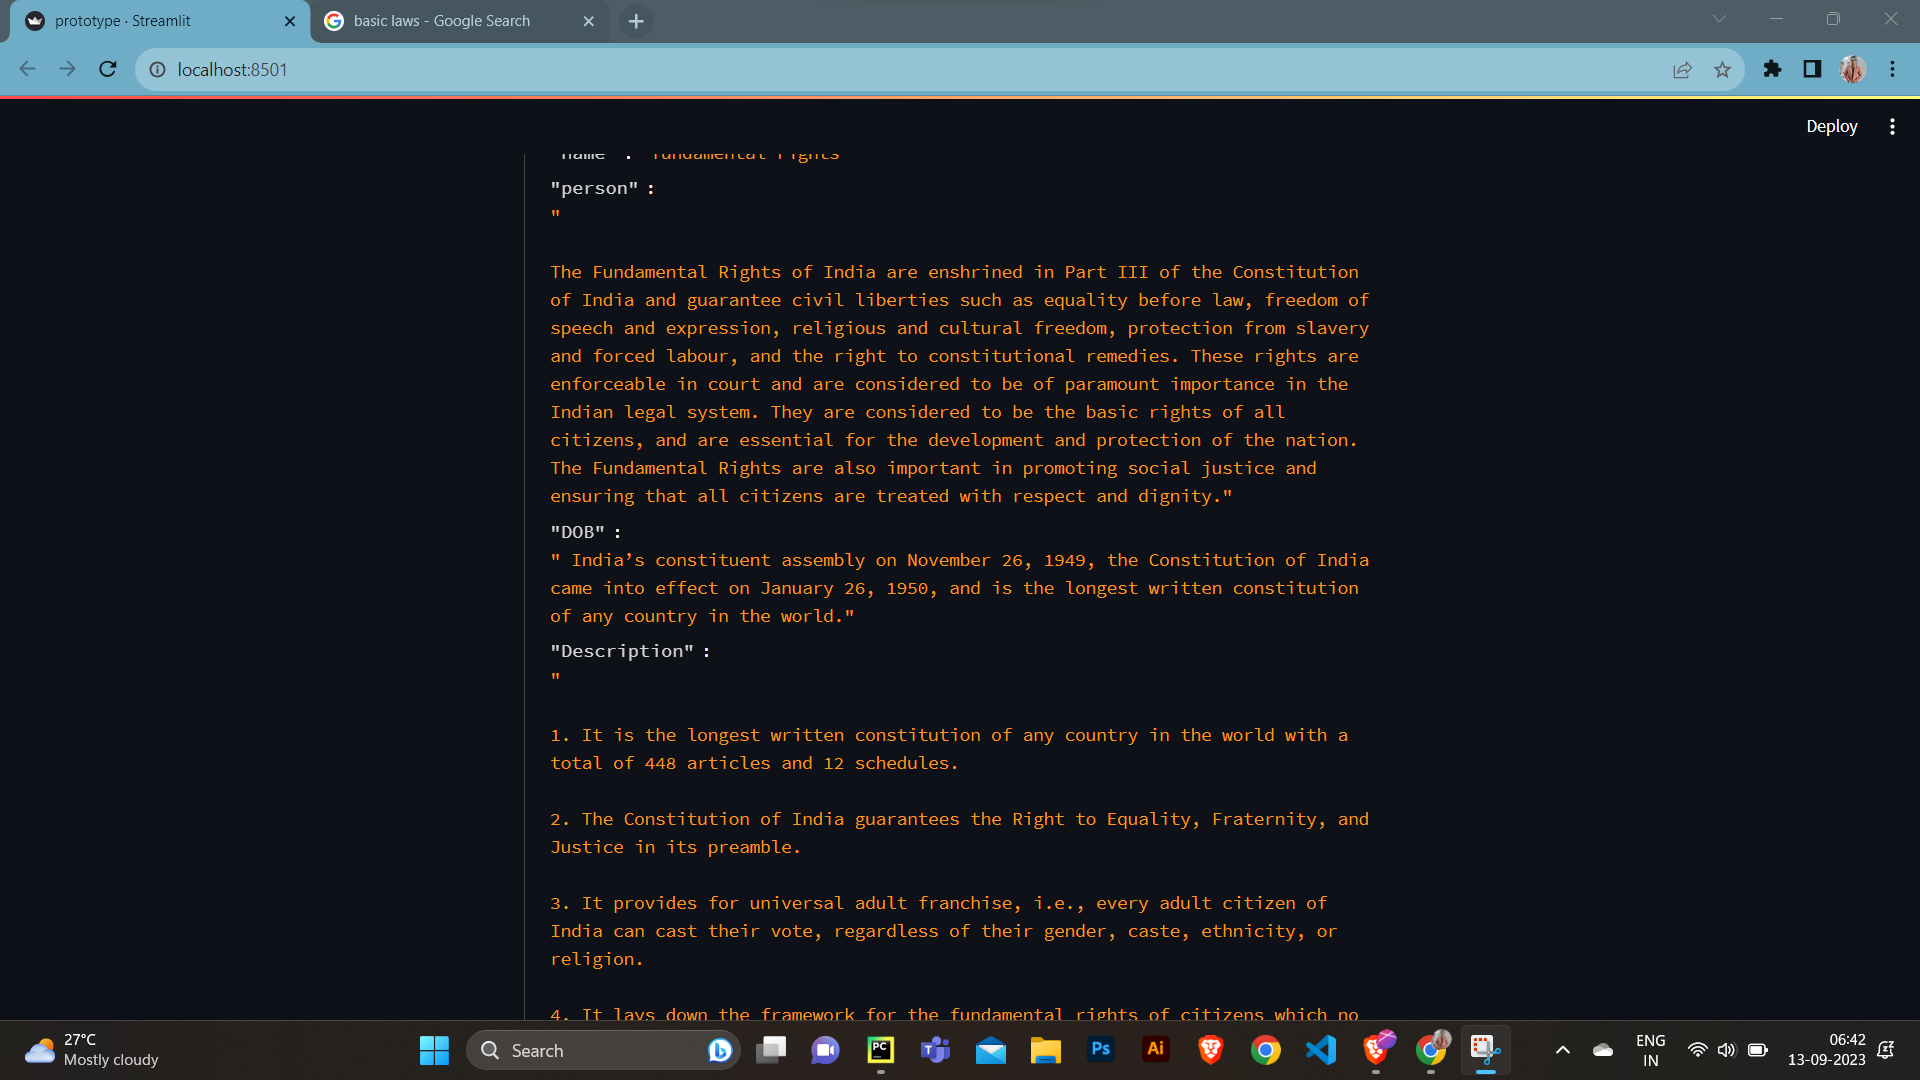 prototype · Streamlit
basic laws - Google Search
localhost:8501
Deploy
"name" : "fundamental rights"
"person" :
"
The Fundamental Rights of India are enshrined in Part III of the Constitution
of India and guarantee civil liberties such as equality before law, freedom of
speech and expression, religious and cultural freedom, protection from slavery
and forced labour, and the right to constitutional remedies. These rights are
enforceable in court and are considered to be of paramount importance in the
Indian legal system. They are considered to be the basic rights of all
citizens, and are essential for the development and protection of the nation.
The Fundamental Rights are also important in promoting social justice and
ensuring that all citizens are treated with respect and dignity."
"DOB" :
" India’s constituent assembly on November 26, 1949, the Constitution of India
came into effect on January 26, 1950, and is the longest written constitution
of any country in the world."
"Description" :
"
1. It is the longest written constitution of any country in the world with a
total of 448 articles and 12 schedules.
2. The Constitution of India guarantees the Right to Equality, Fraternity, and
Justice in its preamble.
3. It provides for universal adult franchise, i.e., every adult citizen of
India can cast their vote, regardless of their gender, caste, ethnicity, or
religion.
4. It lays down the framework for the fundamental rights of citizens which no
27°C
Mostly cloudy
Search
PC
Ps
Ai
ENG
IN
06:42
13-09-2023